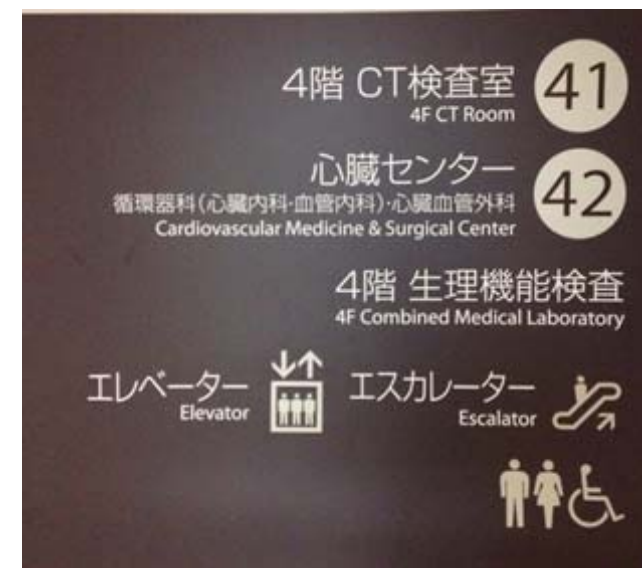 4階 CT検査室
4F CT Room
41
心臓センター
循環器科(心臓内科・血管内科)・心臓血管外科
Cardiovascular Medicine & Surgical Center
42
4階 生理機能検査
4F Combined Medical Laboratory
エレベーター
Elevator
エスカレーター
Escalator